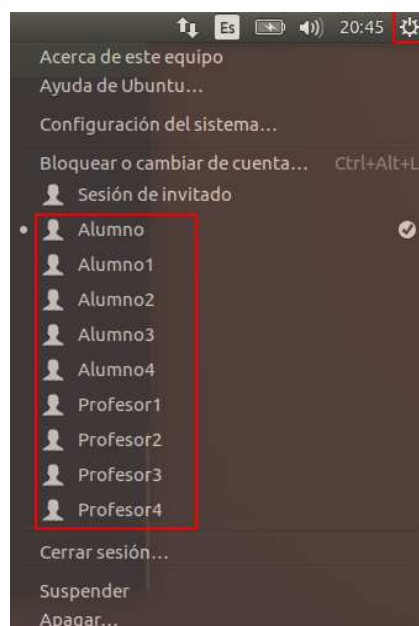 Es 20:45
Acerca de este equipo
Ayuda de Ubuntu…
Configuración del sistema…
Bloquear o cambiar de cuenta… Ctrl+Alt+L
Sesión de invitado
Alumno
Alumno1
Alumno2
Alumno3
Alumno4
Profesor1
Profesor2
Profesor3
Profesor4
Cerrar sesión…
Suspender
Apagar…